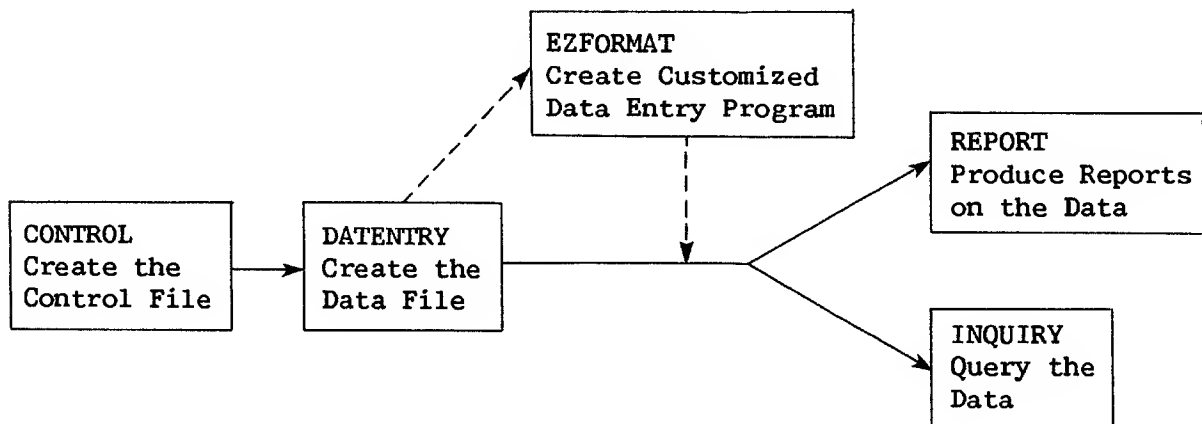 EZFORMAT
Create Customized
Data Entry Program
REPORT
Produce Reports
on the Data
CONTROL
Create the
Control File
DATENTRY
Create the
Data File
INQUIRY
Query the
Data